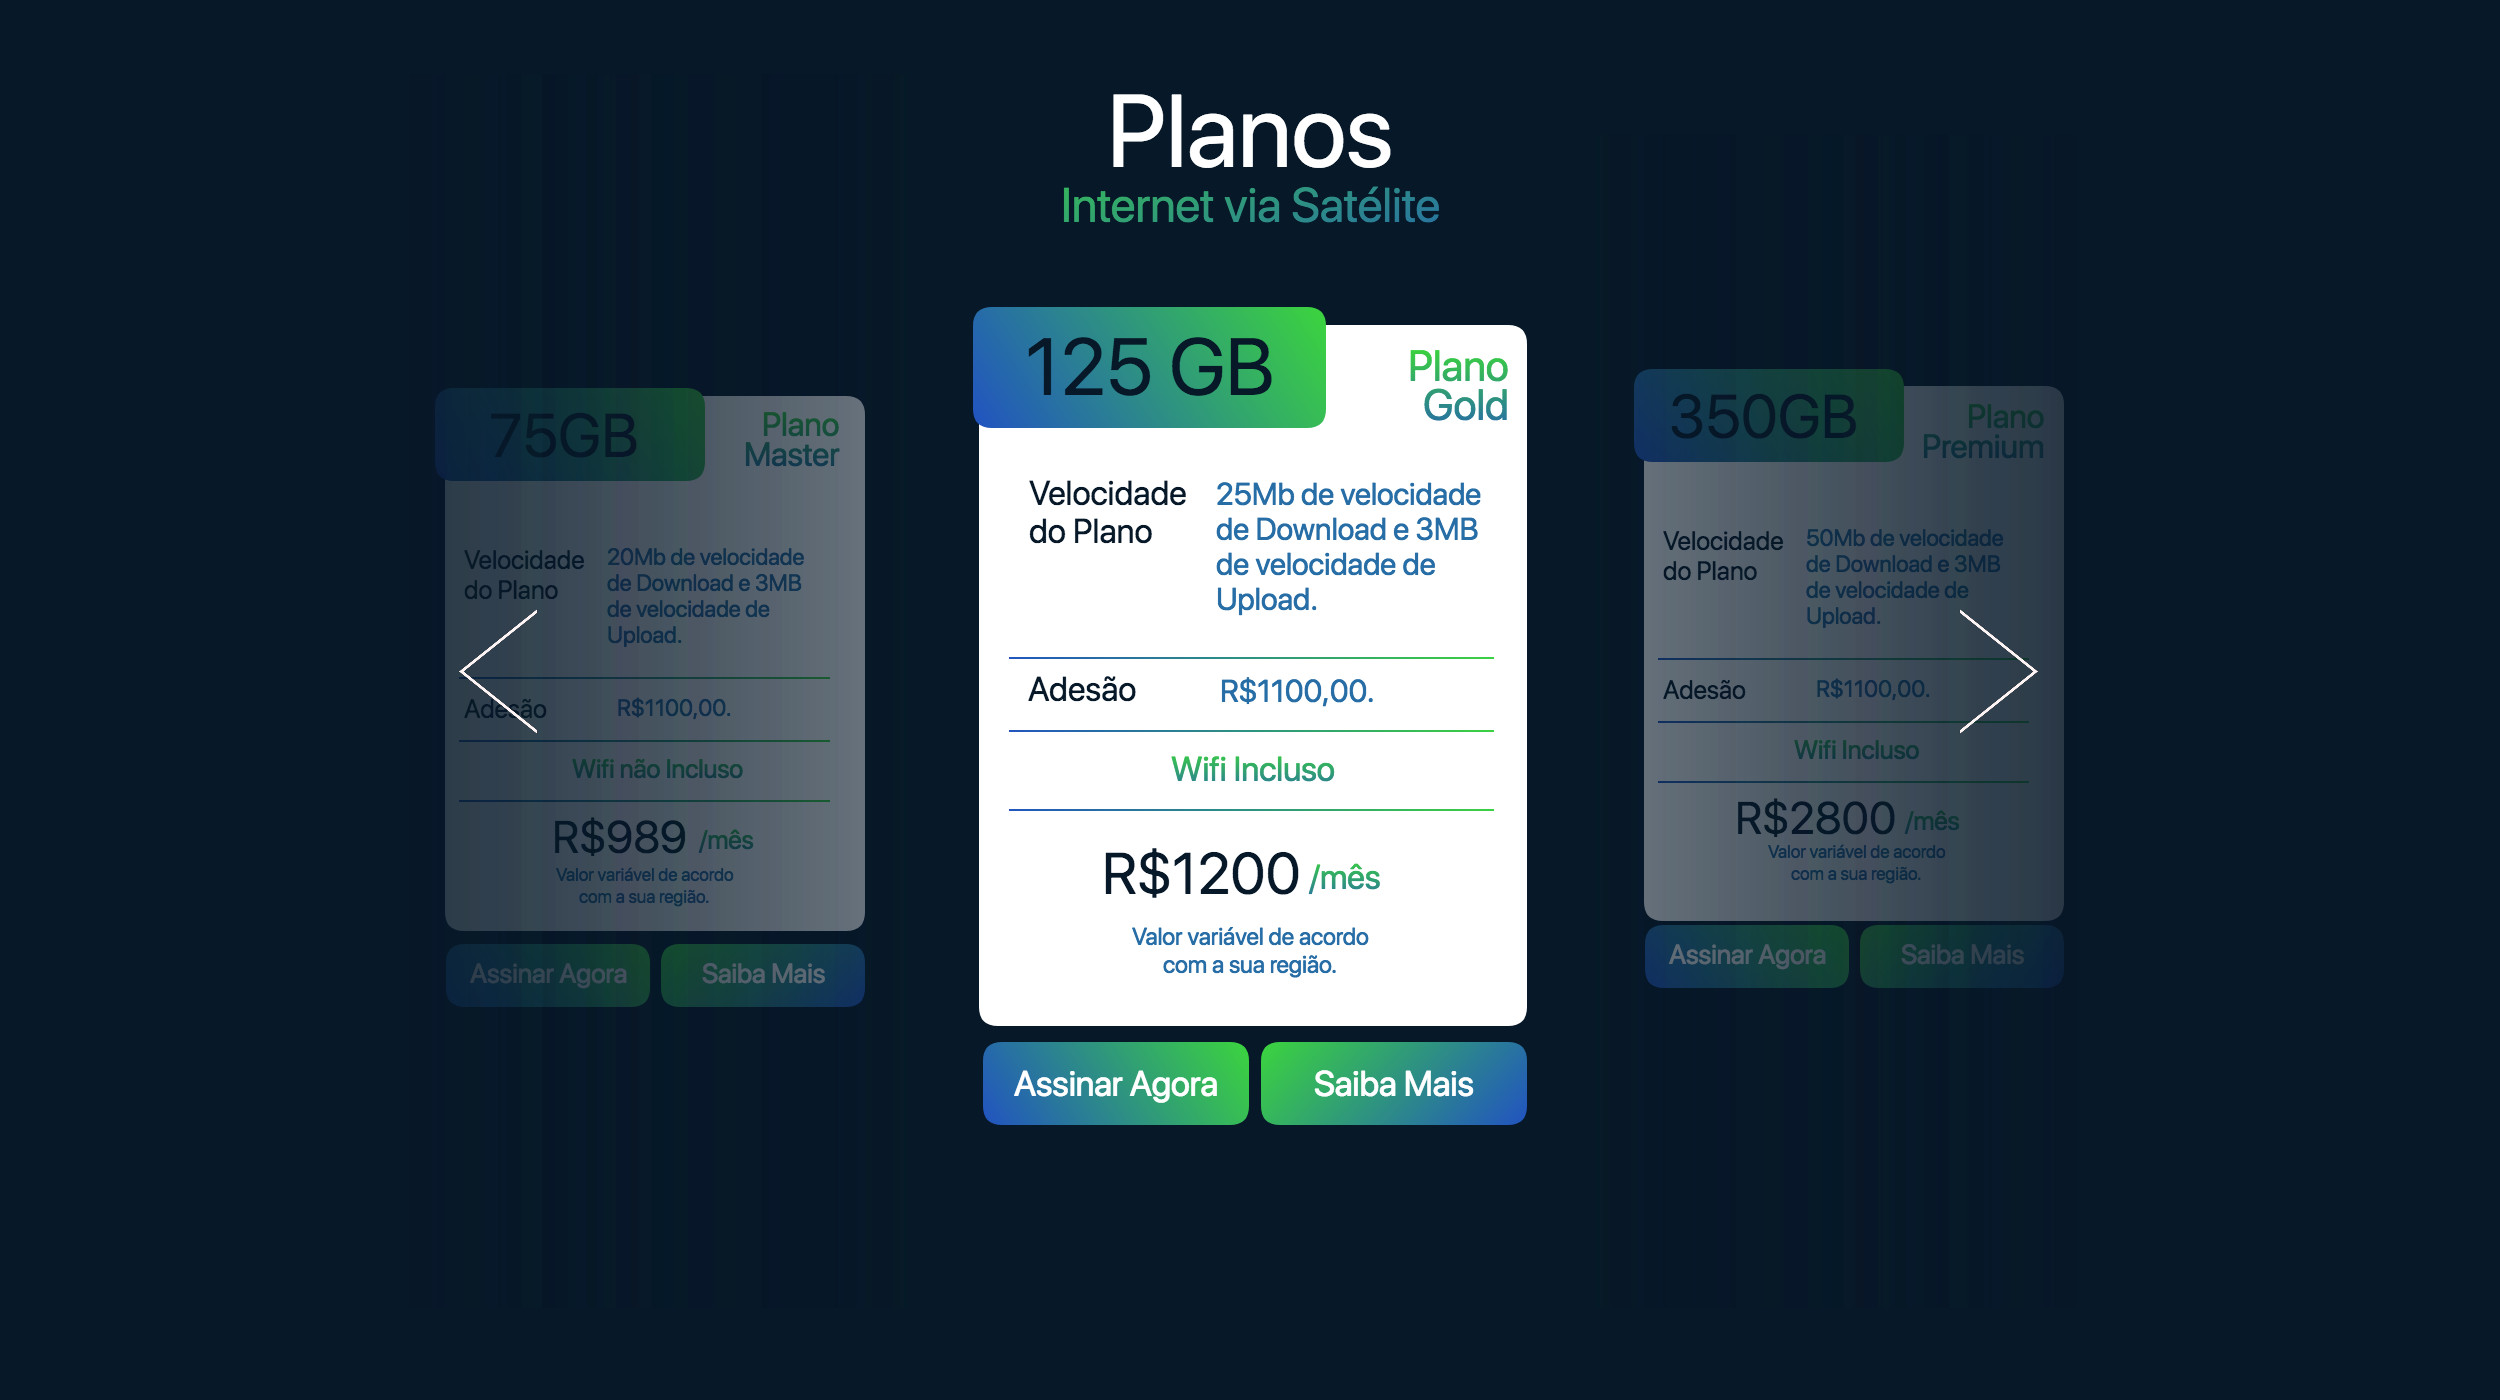 Planos
Internet via Satélite
75GB
Plano
Master
Velocidade
do Plano
20Mb de velocidade
de Download e 3MB
de velocidade de
Upload.
Adesão
R$1100,00.
Wifi não Incluso
R$989 /mês
Valor variável de acordo
com a sua região.
Assinar Agora
Saiba Mais
125 GB
Plano
Gold
Velocidade
do Plano
25Mb de velocidade
de Download e 3MB
de velocidade de
Upload.
Adesão
R$1100,00.
Wifi Incluso
R$1200 /mês
Valor variável de acordo
com a sua região.
Assinar Agora
Saiba Mais
350GB
Plano
Premium
Velocidade
do Plano
50Mb de velocidade
de Download e 3MB
de velocidade de
Upload.
Adesão
R$1100,00.
Wifi Incluso
R$2800 /mês
Valor variável de acordo
com a sua região.
Assinar Agora
Saiba Mais